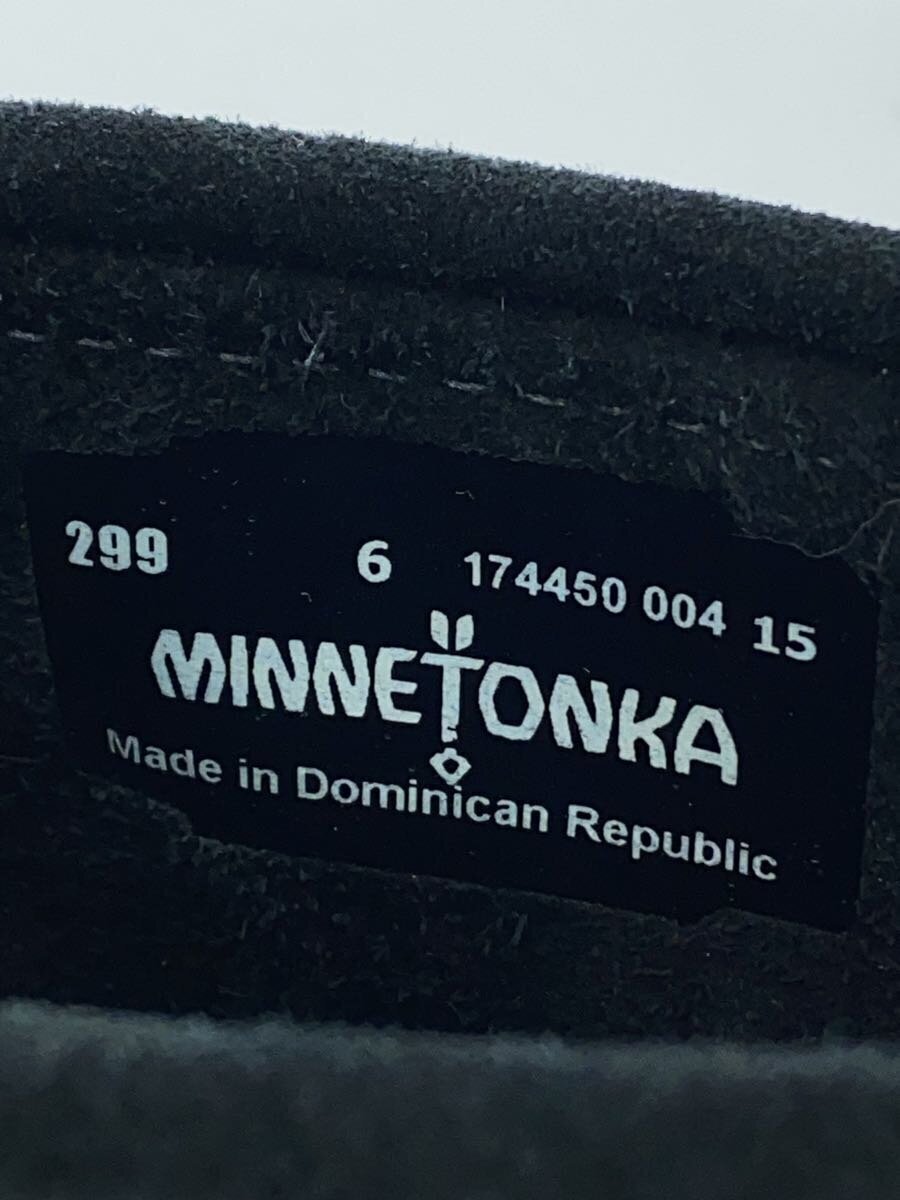 299 6 174450 004 15
MINNETONKA
Made in Dominican Republic